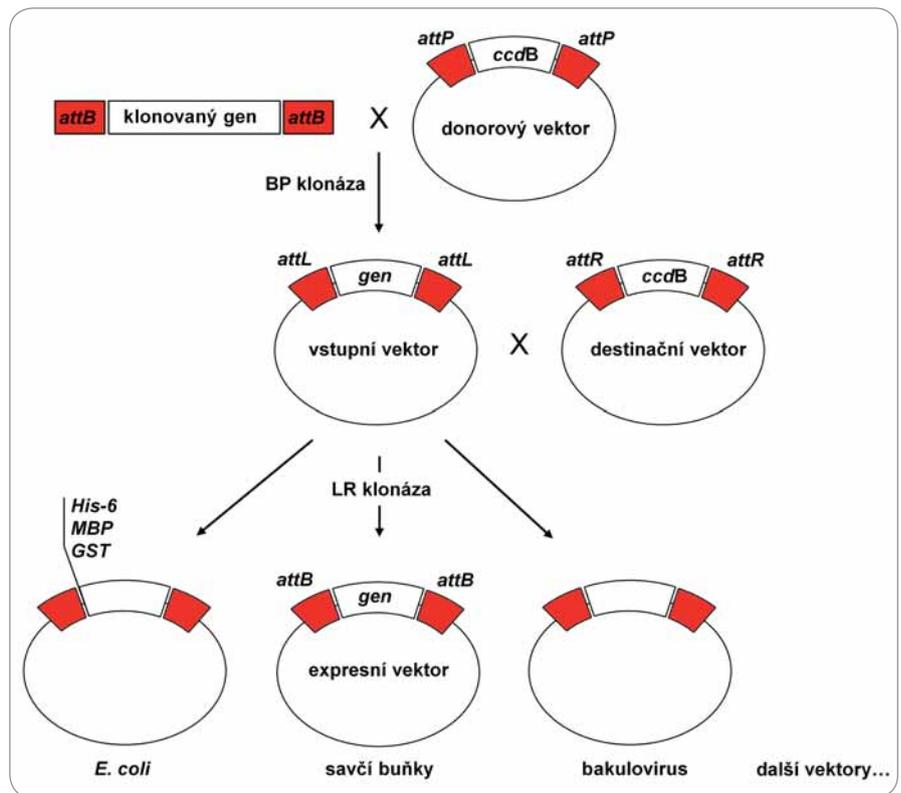 attP
attP
ccdB
attB klonovaný gen attB
X
donorový vektor
BP klonáza
attL
attL
attR
attR
gen
ccdB
vstupní vektor
X
destinační vektor
LR klonáza
His-6
MBP
GST
attB
attB
gen
expresní vektor
E. coli
savčí buňky
bakulovirus
další vektory...